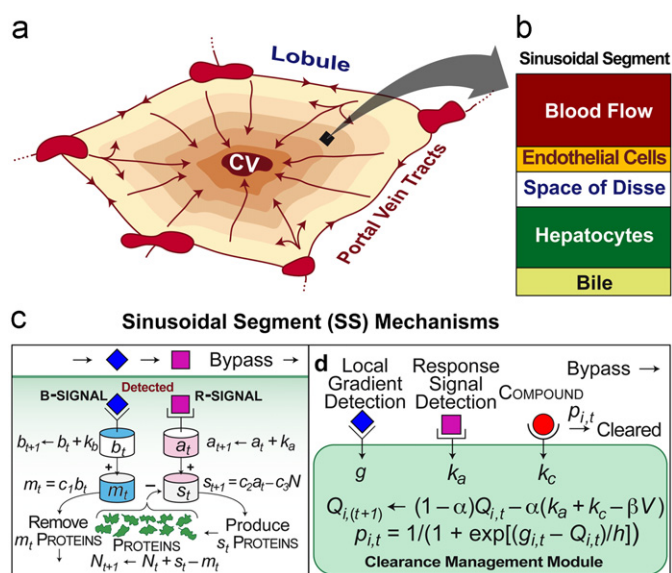 a
Lobule
CV
Portal Vein Tracts
b
Sinusoidal Segment
Blood Flow
Endothelial Cells
Space of Disse
Hepatocytes
Bile
c
Sinusoidal Segment (SS) Mechanisms
Bypass
Detected
B-SIGNAL
R-SIGNAL
b_{t+1} ← b_t + k_b
b_t
a_t
a_{t+1} ← a_t + k_a
+
+
m_t = c_1b_t
m_t
−
s_t
s_{t+1} = c_2a_t − c_3N
Remove
m_t PROTEINS
PROTEINS
Produce
s_t PROTEINS
N_{t+1} ← N_t + s_t − m_t
d
Local
Gradient
Detection
Response
Signal
Detection
Bypass
COMPOUND
p_{i,t}
Cleared
g
k_a
k_c
Q_{i,(t+1)} ← (1−α)Q_{i,t} − α(k_a + k_c − βV)
p_{i,t} = 1/(1 + exp[(g_{i,t} − Q_{i,t})/h])
Clearance Management Module